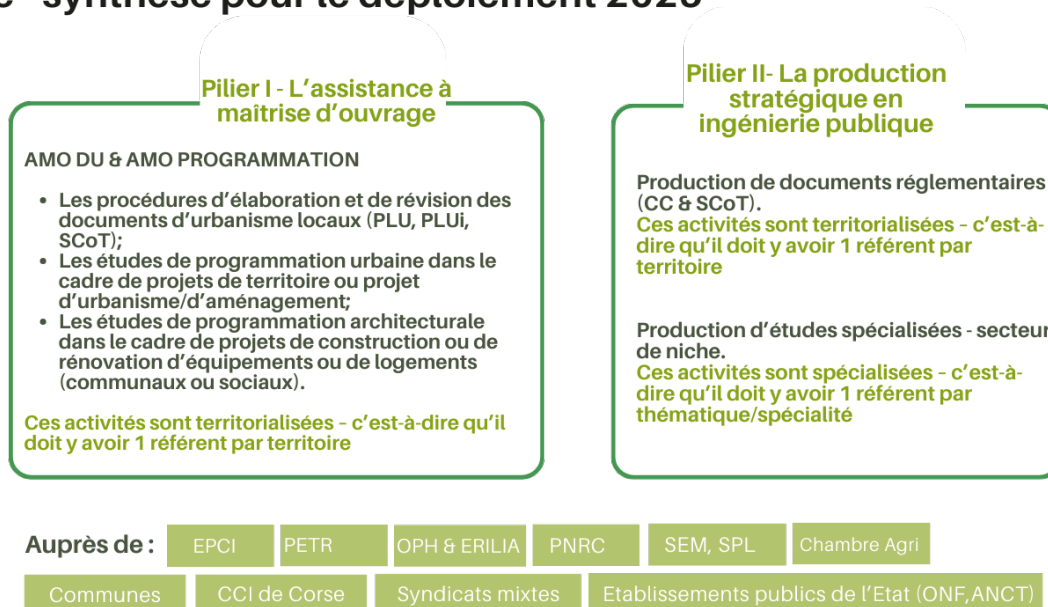 synthèse pour le déploiement
Pilier I - L’assistance à
maîtrise d’ouvrage
AMO DU & AMO PROGRAMMATION
• Les procédures d’élaboration et de révision des
documents d’urbanisme locaux (PLU, PLUi,
SCoT);
• Les études de programmation urbaine dans le
cadre de projets de territoire ou projet
d’urbanisme/d’aménagement;
• Les études de programmation architecturale
dans le cadre de projets de construction ou de
rénovation d’équipements ou de logements
(communaux ou sociaux).
Ces activités sont territorialisées – c’est-à-dire qu’il
doit y avoir 1 référent par territoire
Pilier II- La production
stratégique en
ingénierie publique
Production de documents réglementaires
(CC & SCoT).
Ces activités sont territorialisées – c’est-à-
dire qu’il doit y avoir 1 référent par
territoire
Production d’études spécialisées - secteur
de niche.
Ces activités sont spécialisées – c’est-à-
dire qu’il doit y avoir 1 référent par
thématique/spécialité
Auprès de : EPCI PETR OPH & ERILIA PNRC SEM, SPL Chambre Agri
Communes CCI de Corse Syndicats mixtes Etablissements publics de l’Etat (ONF,ANCT)